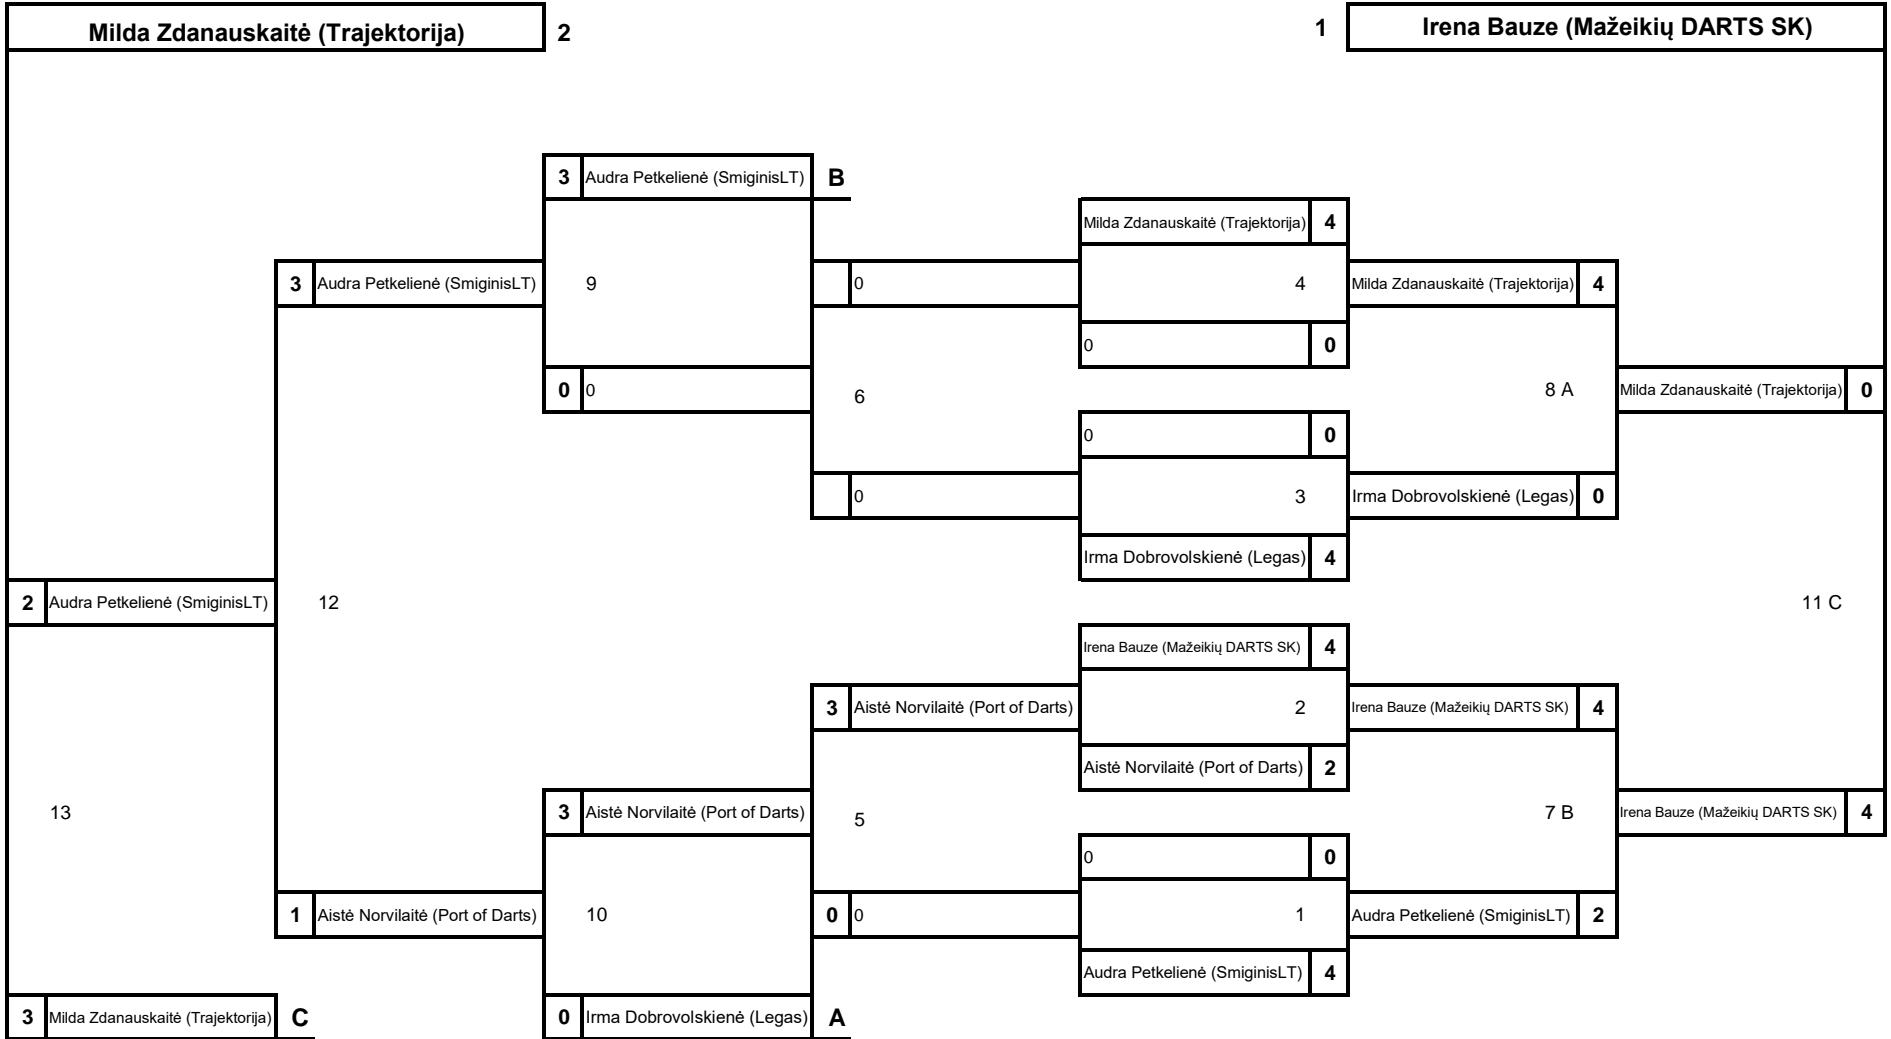 Milda Zdanauskaitė (Trajektorija) 2 1 Irena Bauze (Mažeikių DARTS SK)
3 Audra Petkelienė (SmiginisLT) B
Milda Zdanauskaitė (Trajektorija) 4
3 Audra Petkelienė (SmiginisLT) 9 0 4 Milda Zdanauskaitė (Trajektorija) 4
0 0
0 0 6 8 A Milda Zdanauskaitė (Trajektorija) 0
0 0
0 3 Irma Dobrovolskienė (Legas) 0
Irma Dobrovolskienė (Legas) 4
2 Audra Petkelienė (SmiginisLT) 12 11 C
Irena Bauze (Mažeikių DARTS SK) 4
3 Aistė Norvilaitė (Port of Darts) 2 Irena Bauze (Mažeikių DARTS SK) 4
Aistė Norvilaitė (Port of Darts) 2
13 3 Aistė Norvilaitė (Port of Darts) 5 7 B Irena Bauze (Mažeikių DARTS SK) 4
0 0
1 Aistė Norvilaitė (Port of Darts) 10 0 0 1 Audra Petkelienė (SmiginisLT) 2
Audra Petkelienė (SmiginisLT) 4
3 Milda Zdanauskaitė (Trajektorija) C 0 Irma Dobrovolskienė (Legas) A